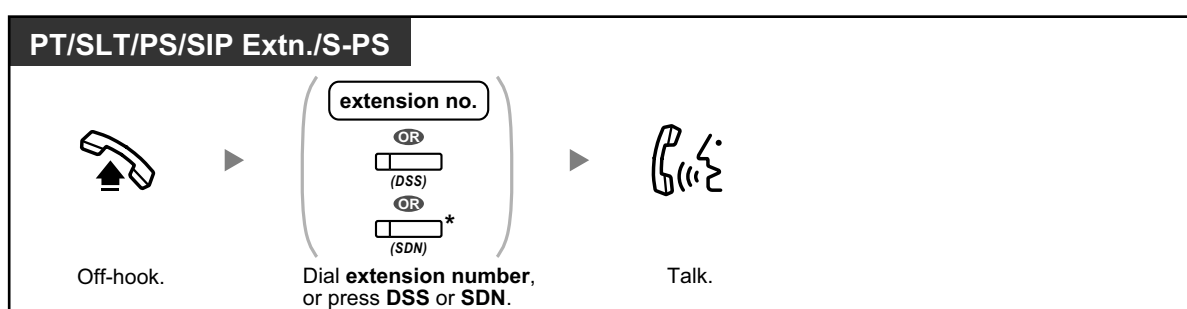 PT/SLT/PS/SIP Extn./S-PS
extension no.
OR
(DSS)
OR
*
(SDN)
Off-hook.
Dial extension number,
or press DSS or SDN.
Talk.